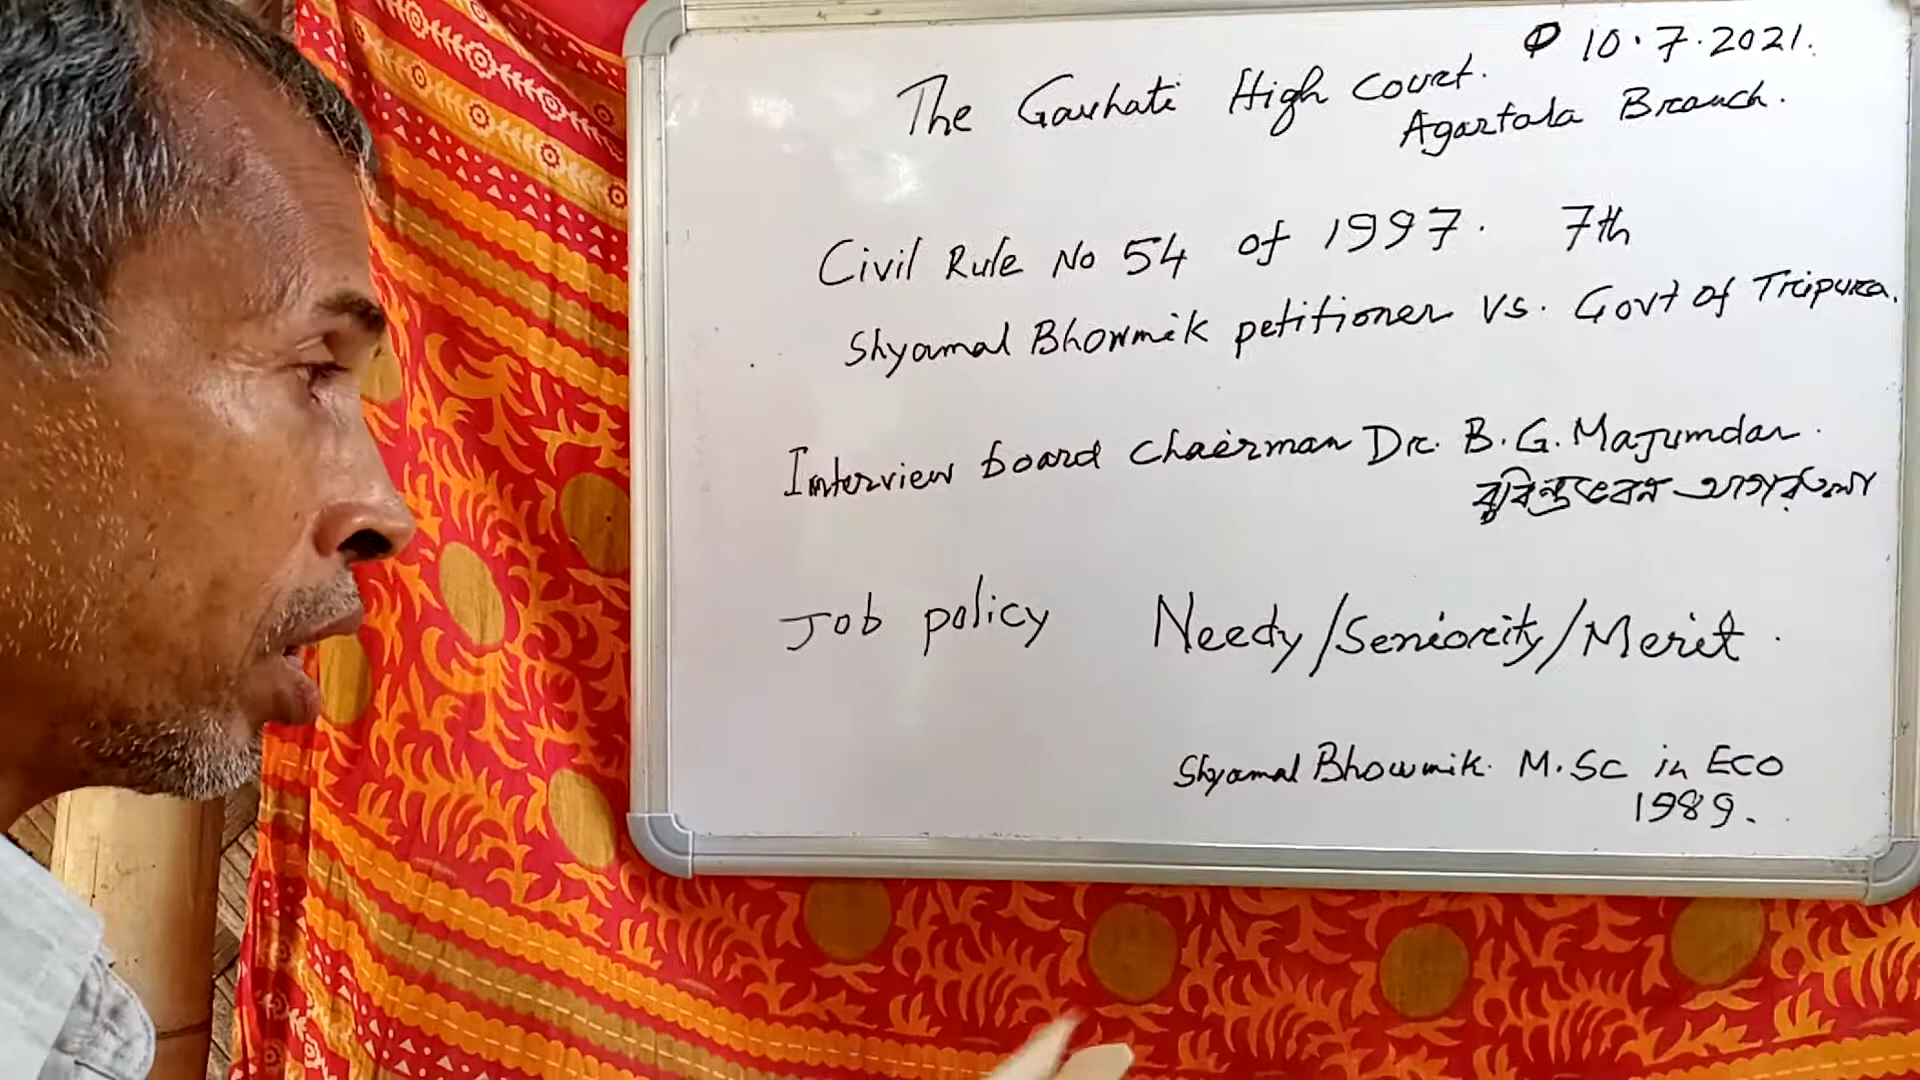 10.7.2021.
The Gauhati High Court.
Agartala Branch.
Civil Rule No 54 of 1997. 7th
Shyamal Bhowmik petitioner vs. Govt of Tripura.
Interview board Chairman Dr. B.G. Majumdar.
Job policy Needy/Seniority/Merit.
Shyamal Bhowmik. M.Sc in Eco
1989.